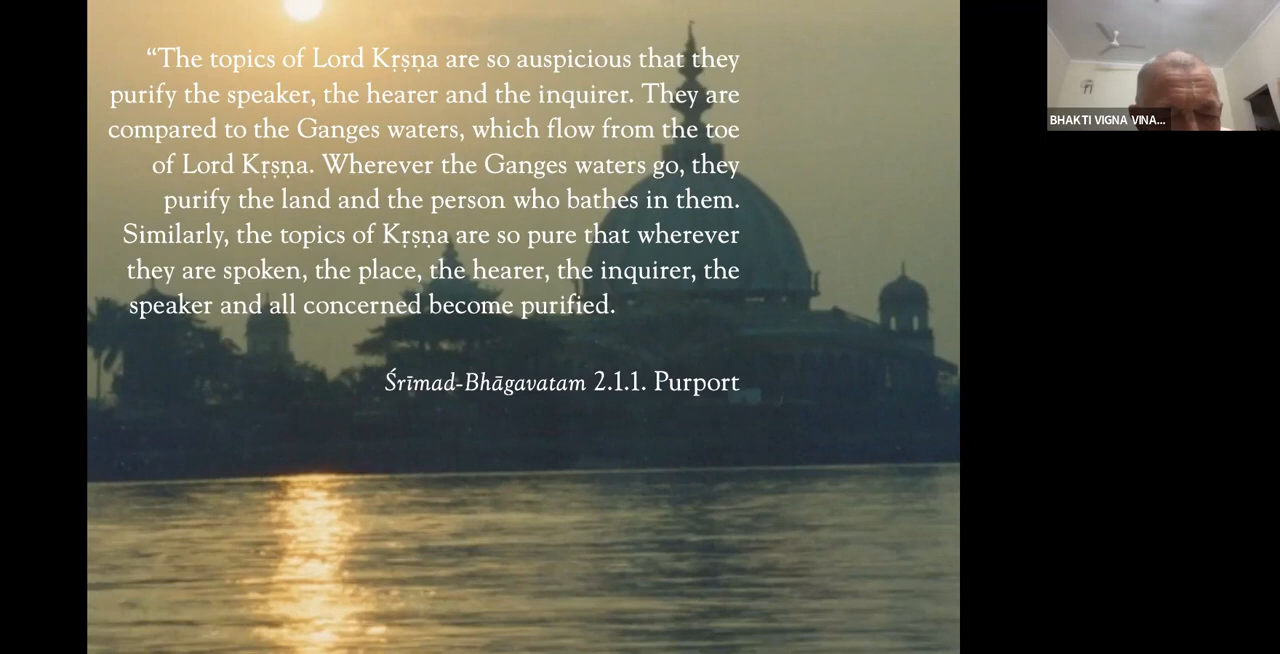 “The topics of Lord Kṛṣṇa are so auspicious that they
purify the speaker, the hearer and the inquirer. They are
compared to the Ganges waters, which flow from the toe
of Lord Kṛṣṇa. Wherever the Ganges waters go, they
purify the land and the person who bathes in them.
Similarly, the topics of Kṛṣṇa are so pure that wherever
they are spoken, the place, the hearer, the inquirer, the
speaker and all concerned become purified.
Śrīmad-Bhāgavatam 2.1.1. Purport
BHAKTI VIGNA VINA...